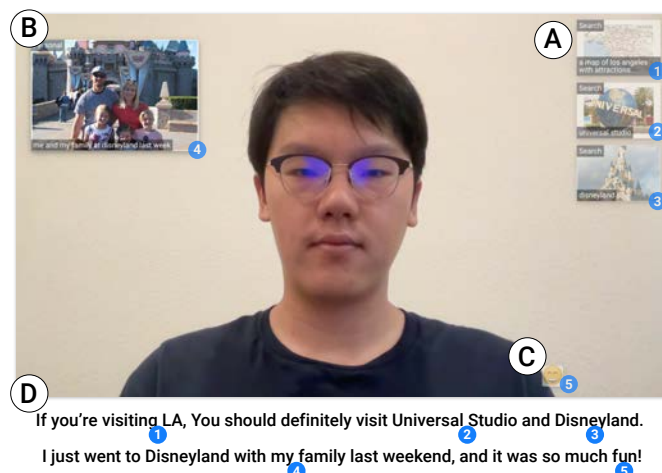 B
Personal
me and my family at disneyland last week
4
A
Search
a map of los angeles
with attractions
1
Search
UNIVERSAL
universal studio
2
Search
disneyland
3
C
5
D
If you're visiting LA, You should definitely visit Universal Studio and Disneyland.
1 2 3
I just went to Disneyland with my family last weekend, and it was so much fun!
4 5